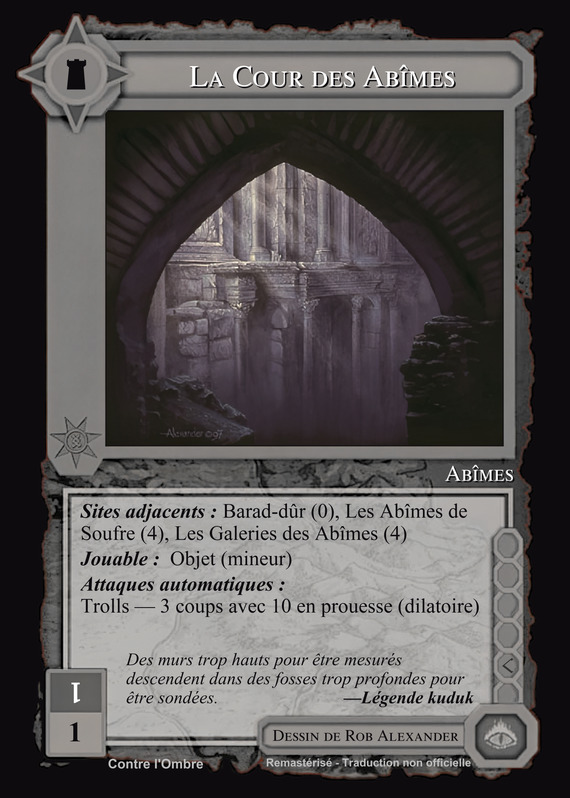 La Cour des Abîmes
Alexander ©97
Abîmes
Sites adjacents : Barad-dûr (0), Les Abîmes de
Soufre (4), Les Galeries des Abîmes (4)
Jouable : Objet (mineur)
Attaques automatiques :
Trolls — 3 coups avec 10 en prouesse (dilatoire)
Des murs trop hauts pour être mesurés
descendent dans des fosses trop profondes pour
être sondées. —Légende kuduk
1
1
Dessin de Rob Alexander
Contre l'Ombre
Remastérisé - Traduction non officielle